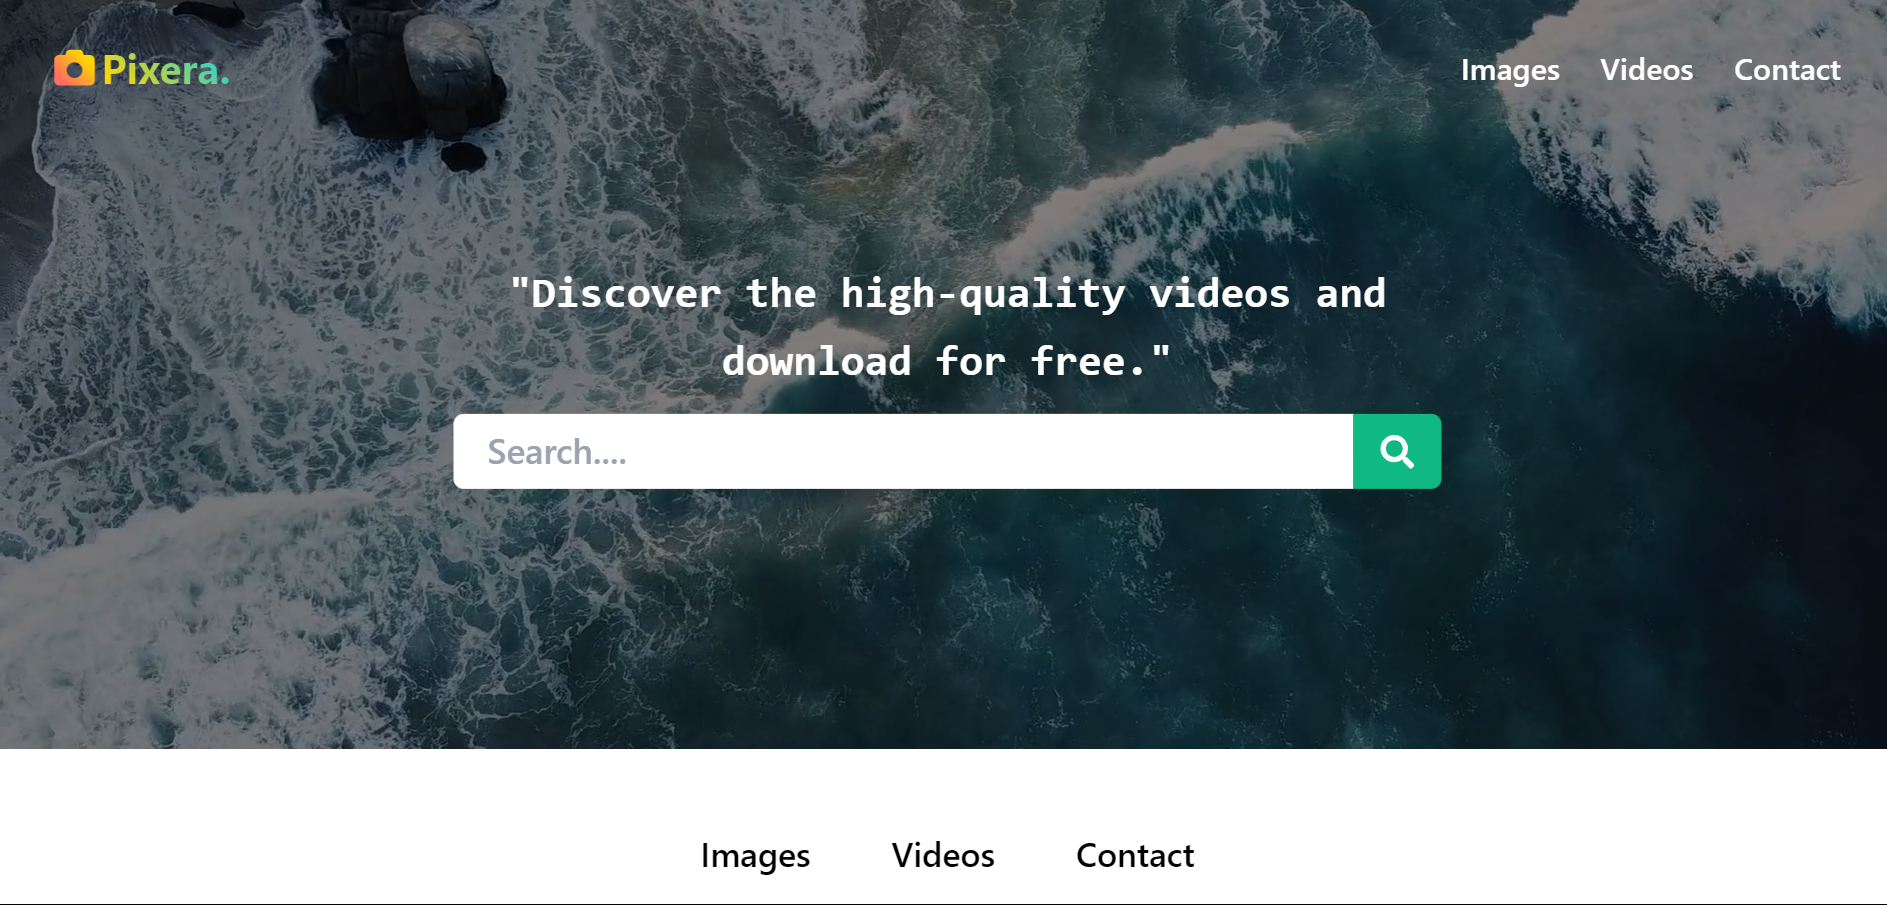 Pixera.
Images Videos Contact
"Discover the high-quality videos and
download for free."
Search....
Images Videos Contact